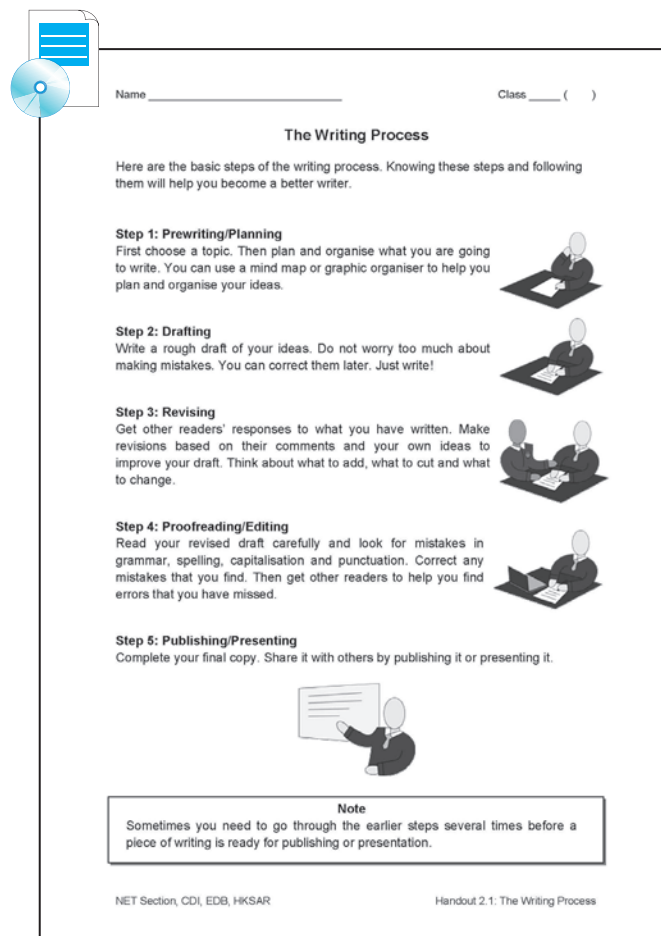 Name ____________________________ Class _____ (      )
The Writing Process
Here are the basic steps of the writing process. Knowing these steps and following
them will help you become a better writer.
Step 1: Prewriting/Planning
First choose a topic. Then plan and organise what you are going
to write. You can use a mind map or graphic organiser to help you
plan and organise your ideas.
Step 2: Drafting
Write a rough draft of your ideas. Do not worry too much about
making mistakes. You can correct them later. Just write!
Step 3: Revising
Get other readers' responses to what you have written. Make
revisions based on their comments and your own ideas to
improve your draft. Think about what to add, what to cut and what
to change.
Step 4: Proofreading/Editing
Read your revised draft carefully and look for mistakes in
grammar, spelling, capitalisation and punctuation. Correct any
mistakes that you find. Then get other readers to help you find
errors that you have missed.
Step 5: Publishing/Presenting
Complete your final copy. Share it with others by publishing it or presenting it.
Note
Sometimes you need to go through the earlier steps several times before a
piece of writing is ready for publishing or presentation.
NET Section, CDI, EDB, HKSAR Handout 2.1: The Writing Process